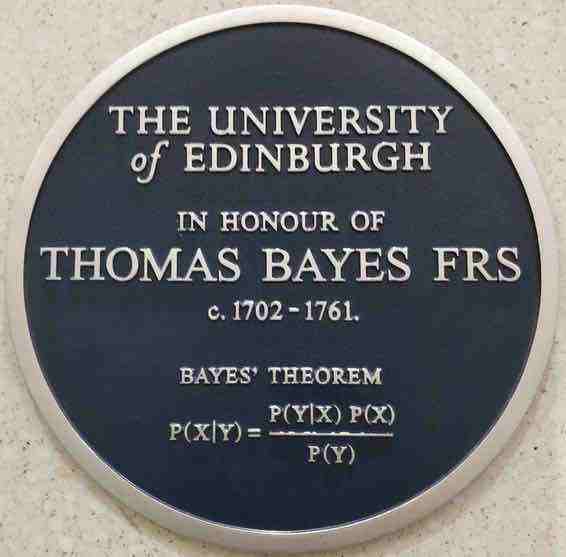 THE UNIVERSITY
of EDINBURGH
IN HONOUR OF
THOMAS BAYES FRS
c. 1702 - 1761.
BAYES' THEOREM
P(X|Y) = P(Y|X) P(X)
P(Y)